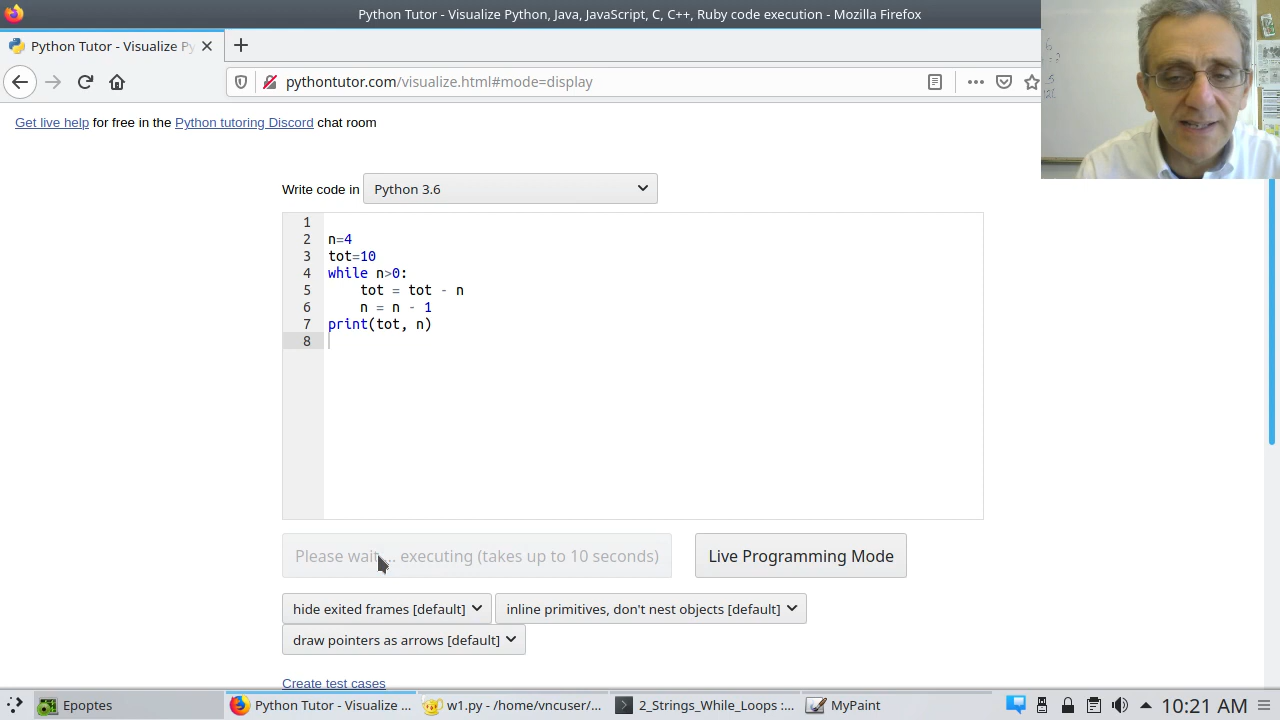 Python Tutor - Visualize Python, Java, JavaScript, C, C++, Ruby code execution - Mozilla Firefox
Python Tutor - Visualize Py
pythontutor.com/visualize.html#mode=display
Get live help for free in the Python tutoring Discord chat room
Write code in Python 3.6
1
2 n=4
3 tot=10
4 while n>0:
5 tot = tot - n
6 n = n - 1
7 print(tot, n)
8
Please wait... executing (takes up to 10 seconds) Live Programming Mode
hide exited frames [default] inline primitives, don't nest objects [default]
draw pointers as arrows [default]
Create test cases
Epoptes Python Tutor - Visualize ... w1.py - /home/vncuser/... 2_Strings_While_Loops :... MyPaint 10:21 AM